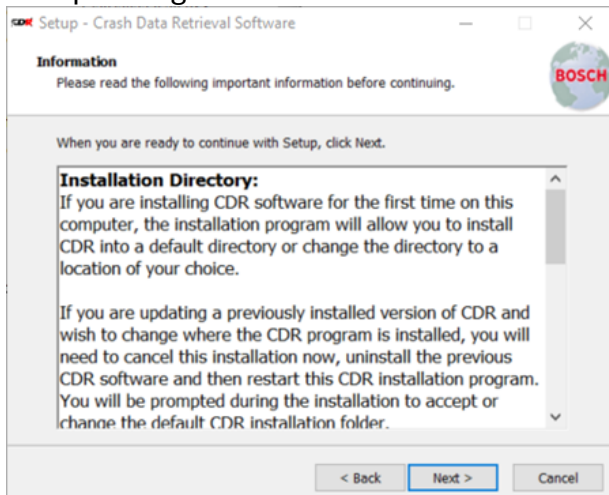 Setup - Crash Data Retrieval Software
Information
Please read the following important information before continuing.
BOSCH
When you are ready to continue with Setup, click Next.
Installation Directory:
If you are installing CDR software for the first time on this
computer, the installation program will allow you to install
CDR into a default directory or change the directory to a
location of your choice.
If you are updating a previously installed version of CDR and
wish to change where the CDR program is installed, you will
need to cancel this installation now, uninstall the previous
CDR software and then restart this CDR installation program.
You will be prompted during the installation to accept or
change the default CDR installation folder.
< Back
Next >
Cancel